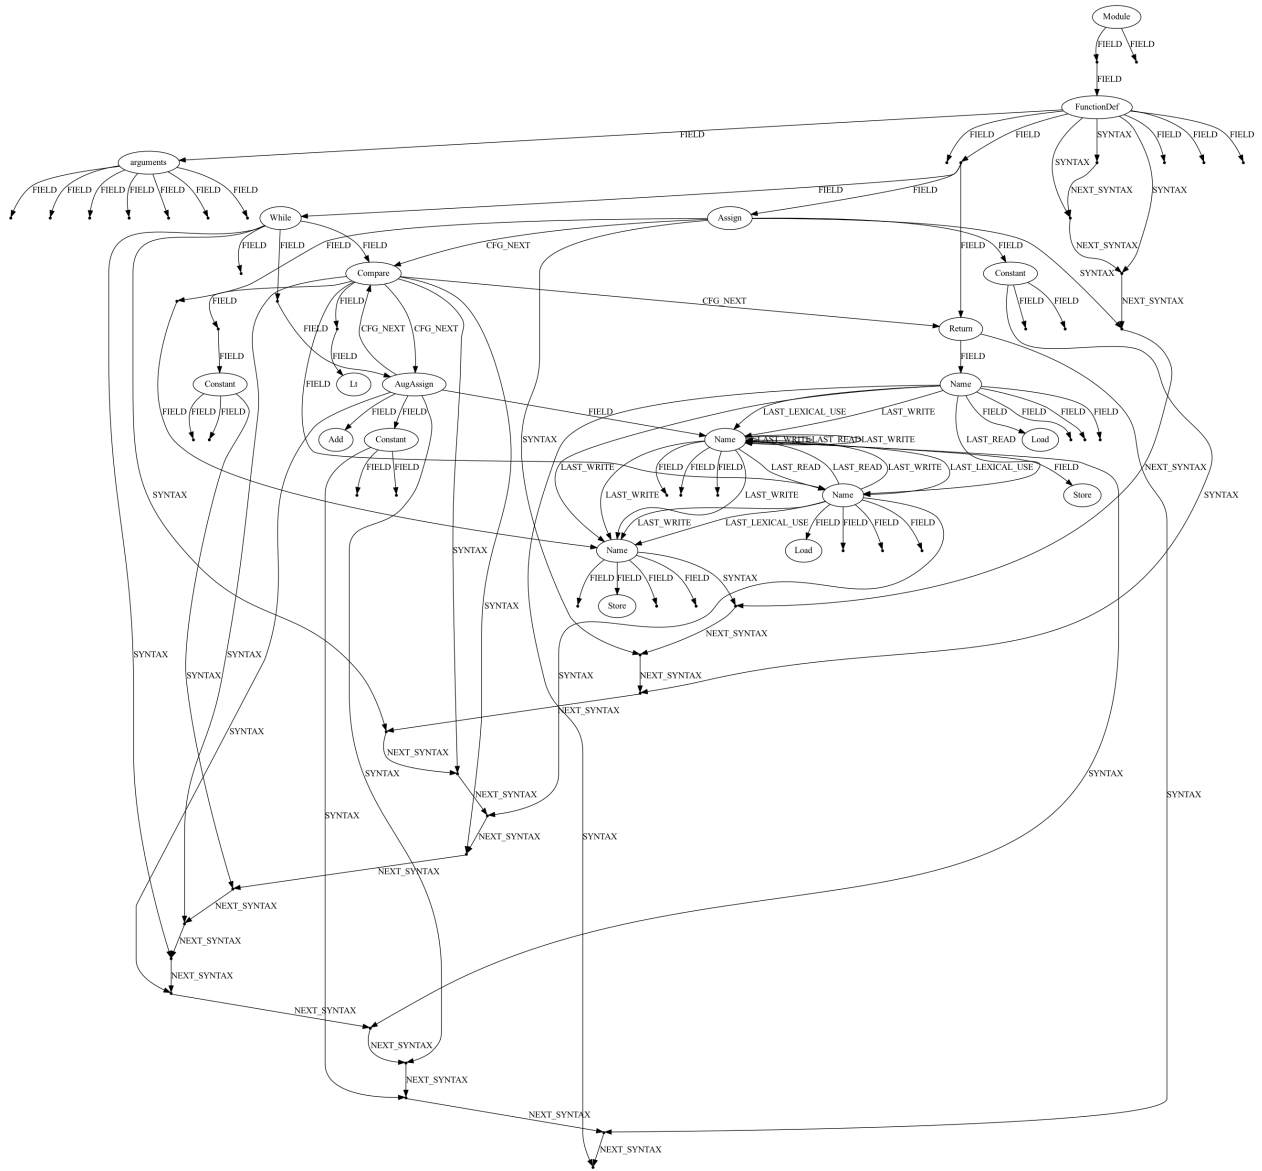 Module
FIELD FIELD
FIELD
FunctionDef
FIELD
FIELD FIELD SYNTAX FIELD FIELD FIELD
arguments
SYNTAX SYNTAX
FIELD FIELD FIELD FIELD FIELD FIELD FIELD
FIELD FIELD NEXT_SYNTAX
While Assign
FIELD FIELD FIELD FIELD CFG_NEXT FIELD FIELD NEXT_SYNTAX
Compare Constant
SYNTAX
FIELD FIELD CFG_NEXT FIELD FIELD NEXT_SYNTAX
CFG_NEXT CFG_NEXT Return
FIELD FIELD FIELD FIELD
Constant Lt AugAssign Name
FIELD
FIELD FIELD FIELD FIELD FIELD LAST_LEXICAL_USE LAST_WRITE FIELD FIELD FIELD FIELD
Add Constant SYNTAX Name LAST_WRITE LAST_READ LAST_WRITE LAST_READ Load
LAST_WRITE LAST_READ LAST_READ LAST_WRITE LAST_LEXICAL_USE FIELD NEXT_SYNTAX
FIELD FIELD FIELD FIELD FIELD
SYNTAX LAST_WRITE LAST_WRITE Name Store SYNTAX
LAST_WRITE LAST_LEXICAL_USE FIELD FIELD FIELD FIELD
Name Load
SYNTAX
FIELD FIELD FIELD FIELD SYNTAX
Store
SYNTAX
NEXT_SYNTAX
SYNTAX SYNTAX
SYNTAX NEXT_SYNTAX SYNTAX
NEXT_SYNTAX
SYNTAX
NEXT_SYNTAX
SYNTAX SYNTAX
NEXT_SYNTAX
SYNTAX
SYNTAX NEXT_SYNTAX SYNTAX
NEXT_SYNTAX
NEXT_SYNTAX
NEXT_SYNTAX
NEXT_SYNTAX
NEXT_SYNTAX
NEXT_SYNTAX
NEXT_SYNTAX
NEXT_SYNTAX
NEXT_SYNTAX